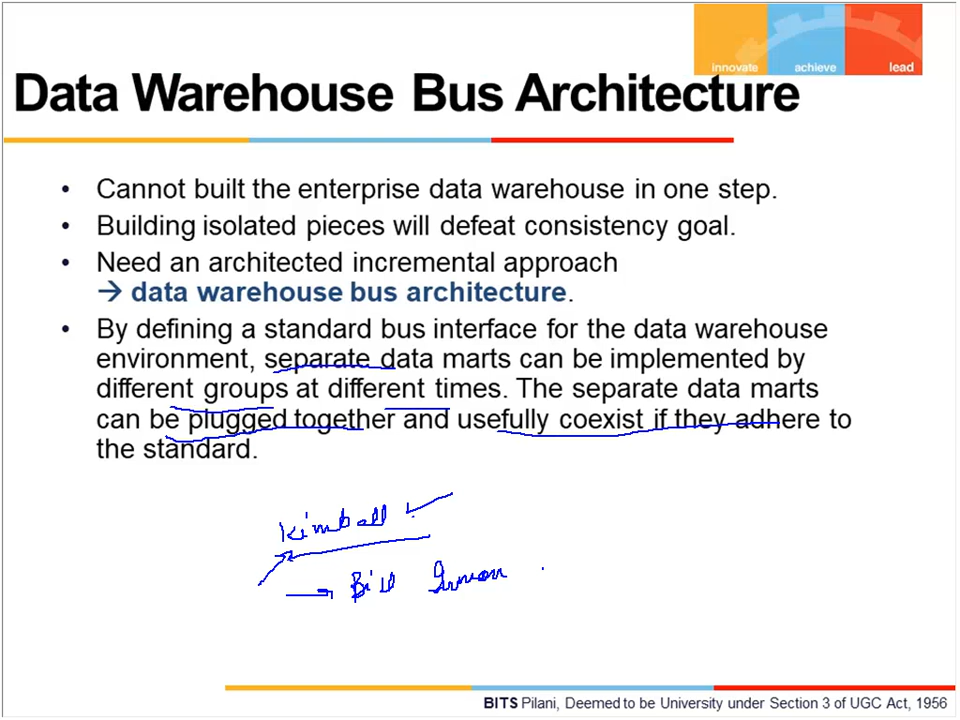 innovate achieve lead
Data Warehouse Bus Architecture
• Cannot built the enterprise data warehouse in one step.
• Building isolated pieces will defeat consistency goal.
• Need an architected incremental approach
→ data warehouse bus architecture.
• By defining a standard bus interface for the data warehouse
environment, separate data marts can be implemented by
different groups at different times. The separate data marts
can be plugged together and usefully coexist if they adhere to
the standard.
Kimball ✓
→ Bill Inmon
BITS Pilani, Deemed to be University under Section 3 of UGC Act, 1956